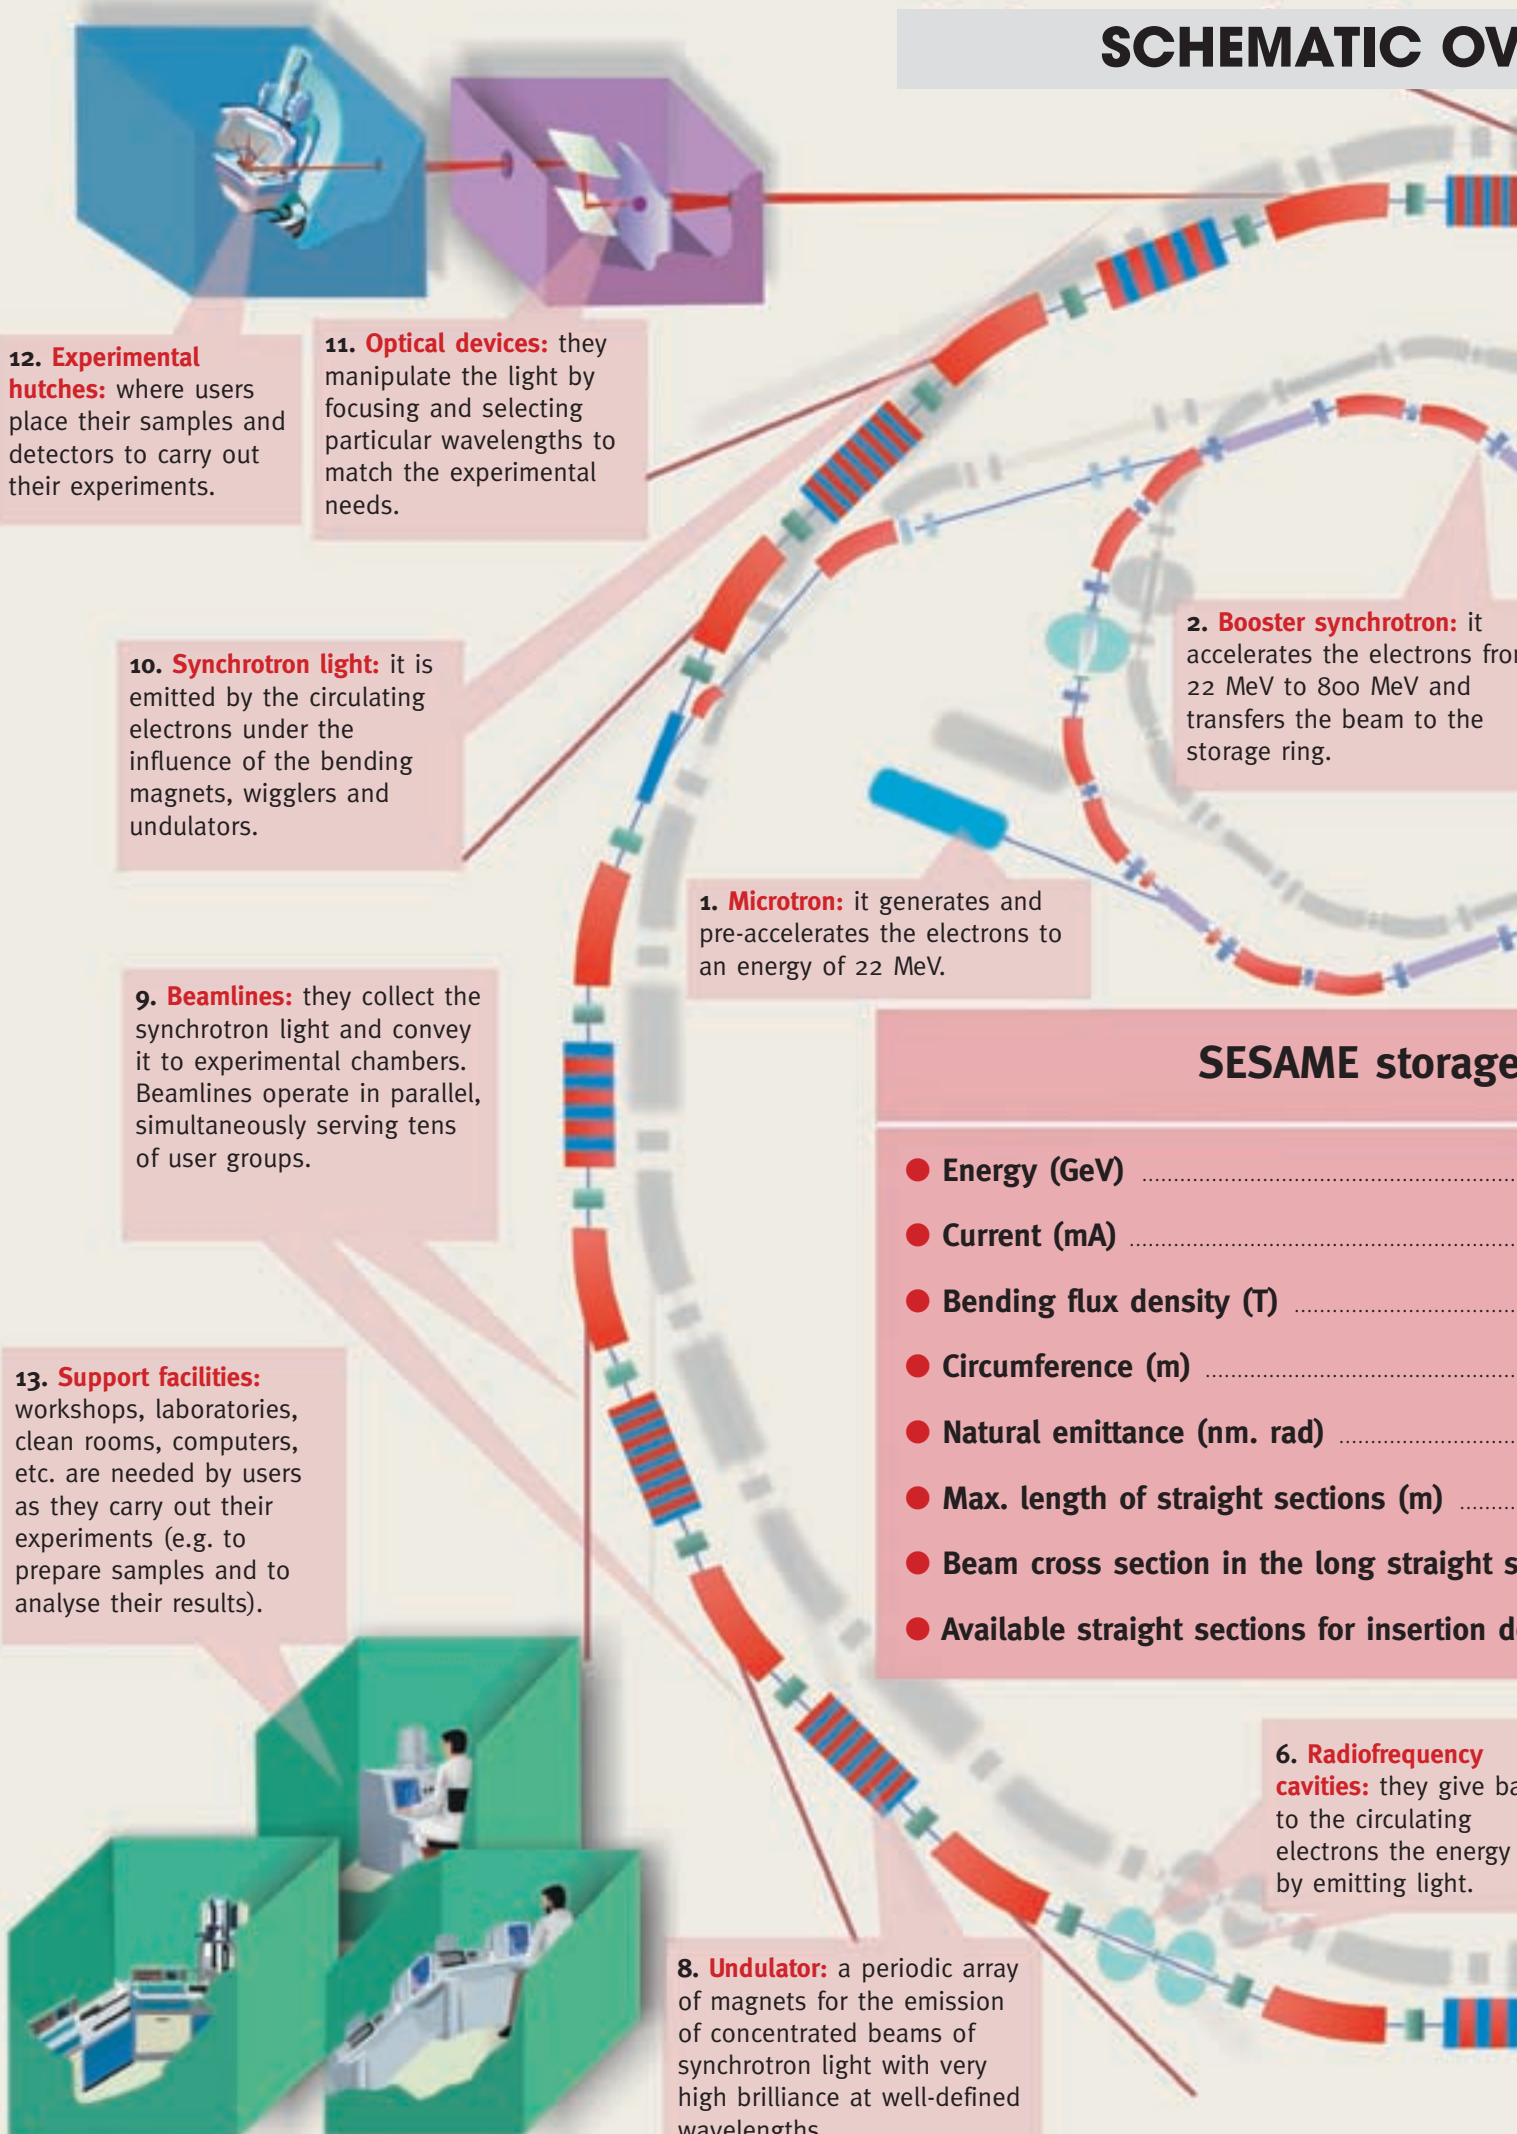 SCHEMATIC OV
12. Experimental
hutches: where users
place their samples and
detectors to carry out
their experiments.
11. Optical devices: they
manipulate the light by
focusing and selecting
particular wavelengths to
match the experimental
needs.
10. Synchrotron light: it is
emitted by the circulating
electrons under the
influence of the bending
magnets, wigglers and
undulators.
2. Booster synchrotron: it
accelerates the electrons fro
22 MeV to 800 MeV and
transfers the beam to the
storage ring.
1. Microtron: it generates and
pre-accelerates the electrons to
an energy of 22 MeV.
9. Beamlines: they collect the
synchrotron light and convey
it to experimental chambers.
Beamlines operate in parallel,
simultaneously serving tens
of user groups.
SESAME storage
Energy (GeV)
Current (mA)
Bending flux density (T)
Circumference (m)
Natural emittance (nm. rad)
Max. length of straight sections (m)
Beam cross section in the long straight s
Available straight sections for insertion d
13. Support facilities:
workshops, laboratories,
clean rooms, computers,
etc. are needed by users
as they carry out their
experiments (e.g. to
prepare samples and to
analyse their results).
6. Radiofrequency
cavities: they give ba
to the circulating
electrons the energy
by emitting light.
8. Undulator: a periodic array
of magnets for the emission
of concentrated beams of
synchrotron light with very
high brilliance at well-defined
wavelengths